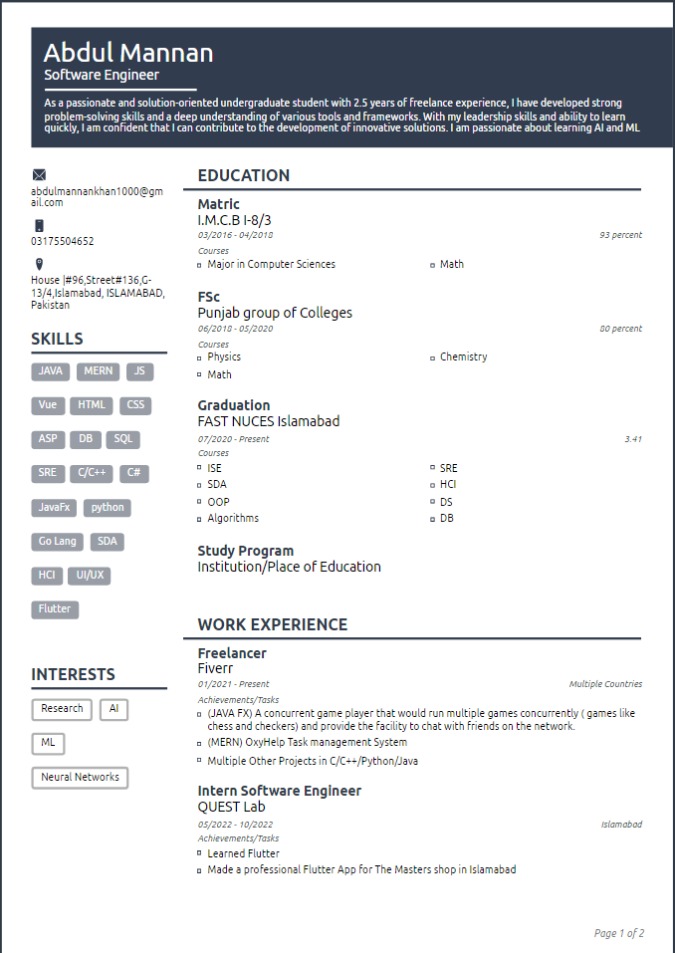 Abdul Mannan
Software Engineer
As a passionate and solution-oriented undergraduate student with 2.5 years of freelance experience, I have developed strong
problem-solving skills and a deep understanding of various tools and frameworks. With my leadership skills and ability to learn
quickly, I am confident that I can contribute to the development of innovative solutions. I am passionate about learning AI and ML
abdulmannankhan1000@gm
ail.com
03175504652
House |#96,Street#136,G-
13/4,Islamabad, ISLAMABAD,
Pakistan
SKILLS
JAVA MERN JS
Vue HTML CSS
ASP DB SQL
SRE C/C++ C#
JavaFx python
Go Lang SDA
HCI UI/UX
Flutter
INTERESTS
Research AI
ML
Neural Networks
EDUCATION
Matric
I.M.C.B I-8/3
03/2016 - 04/2018 93 percent
Courses
Major in Computer Sciences Math
FSc
Punjab group of Colleges
06/2018 - 05/2020 80 percent
Courses
Physics Chemistry
Math
Graduation
FAST NUCES Islamabad
07/2020 - Present 3.41
Courses
ISE SRE
SDA HCI
OOP DS
Algorithms DB
Study Program
Institution/Place of Education
WORK EXPERIENCE
Freelancer
Fiverr
01/2021 - Present Multiple Countries
Achievements/Tasks
(JAVA FX) A concurrent game player that would run multiple games concurrently ( games like
chess and checkers) and provide the facility to chat with friends on the network.
(MERN) OxyHelp Task management System
Multiple Other Projects in C/C++/Python/Java
Intern Software Engineer
QUEST Lab
05/2022 - 10/2022 Islamabad
Achievements/Tasks
Learned Flutter
Made a professional Flutter App for The Masters shop in Islamabad
Page 1 of 2